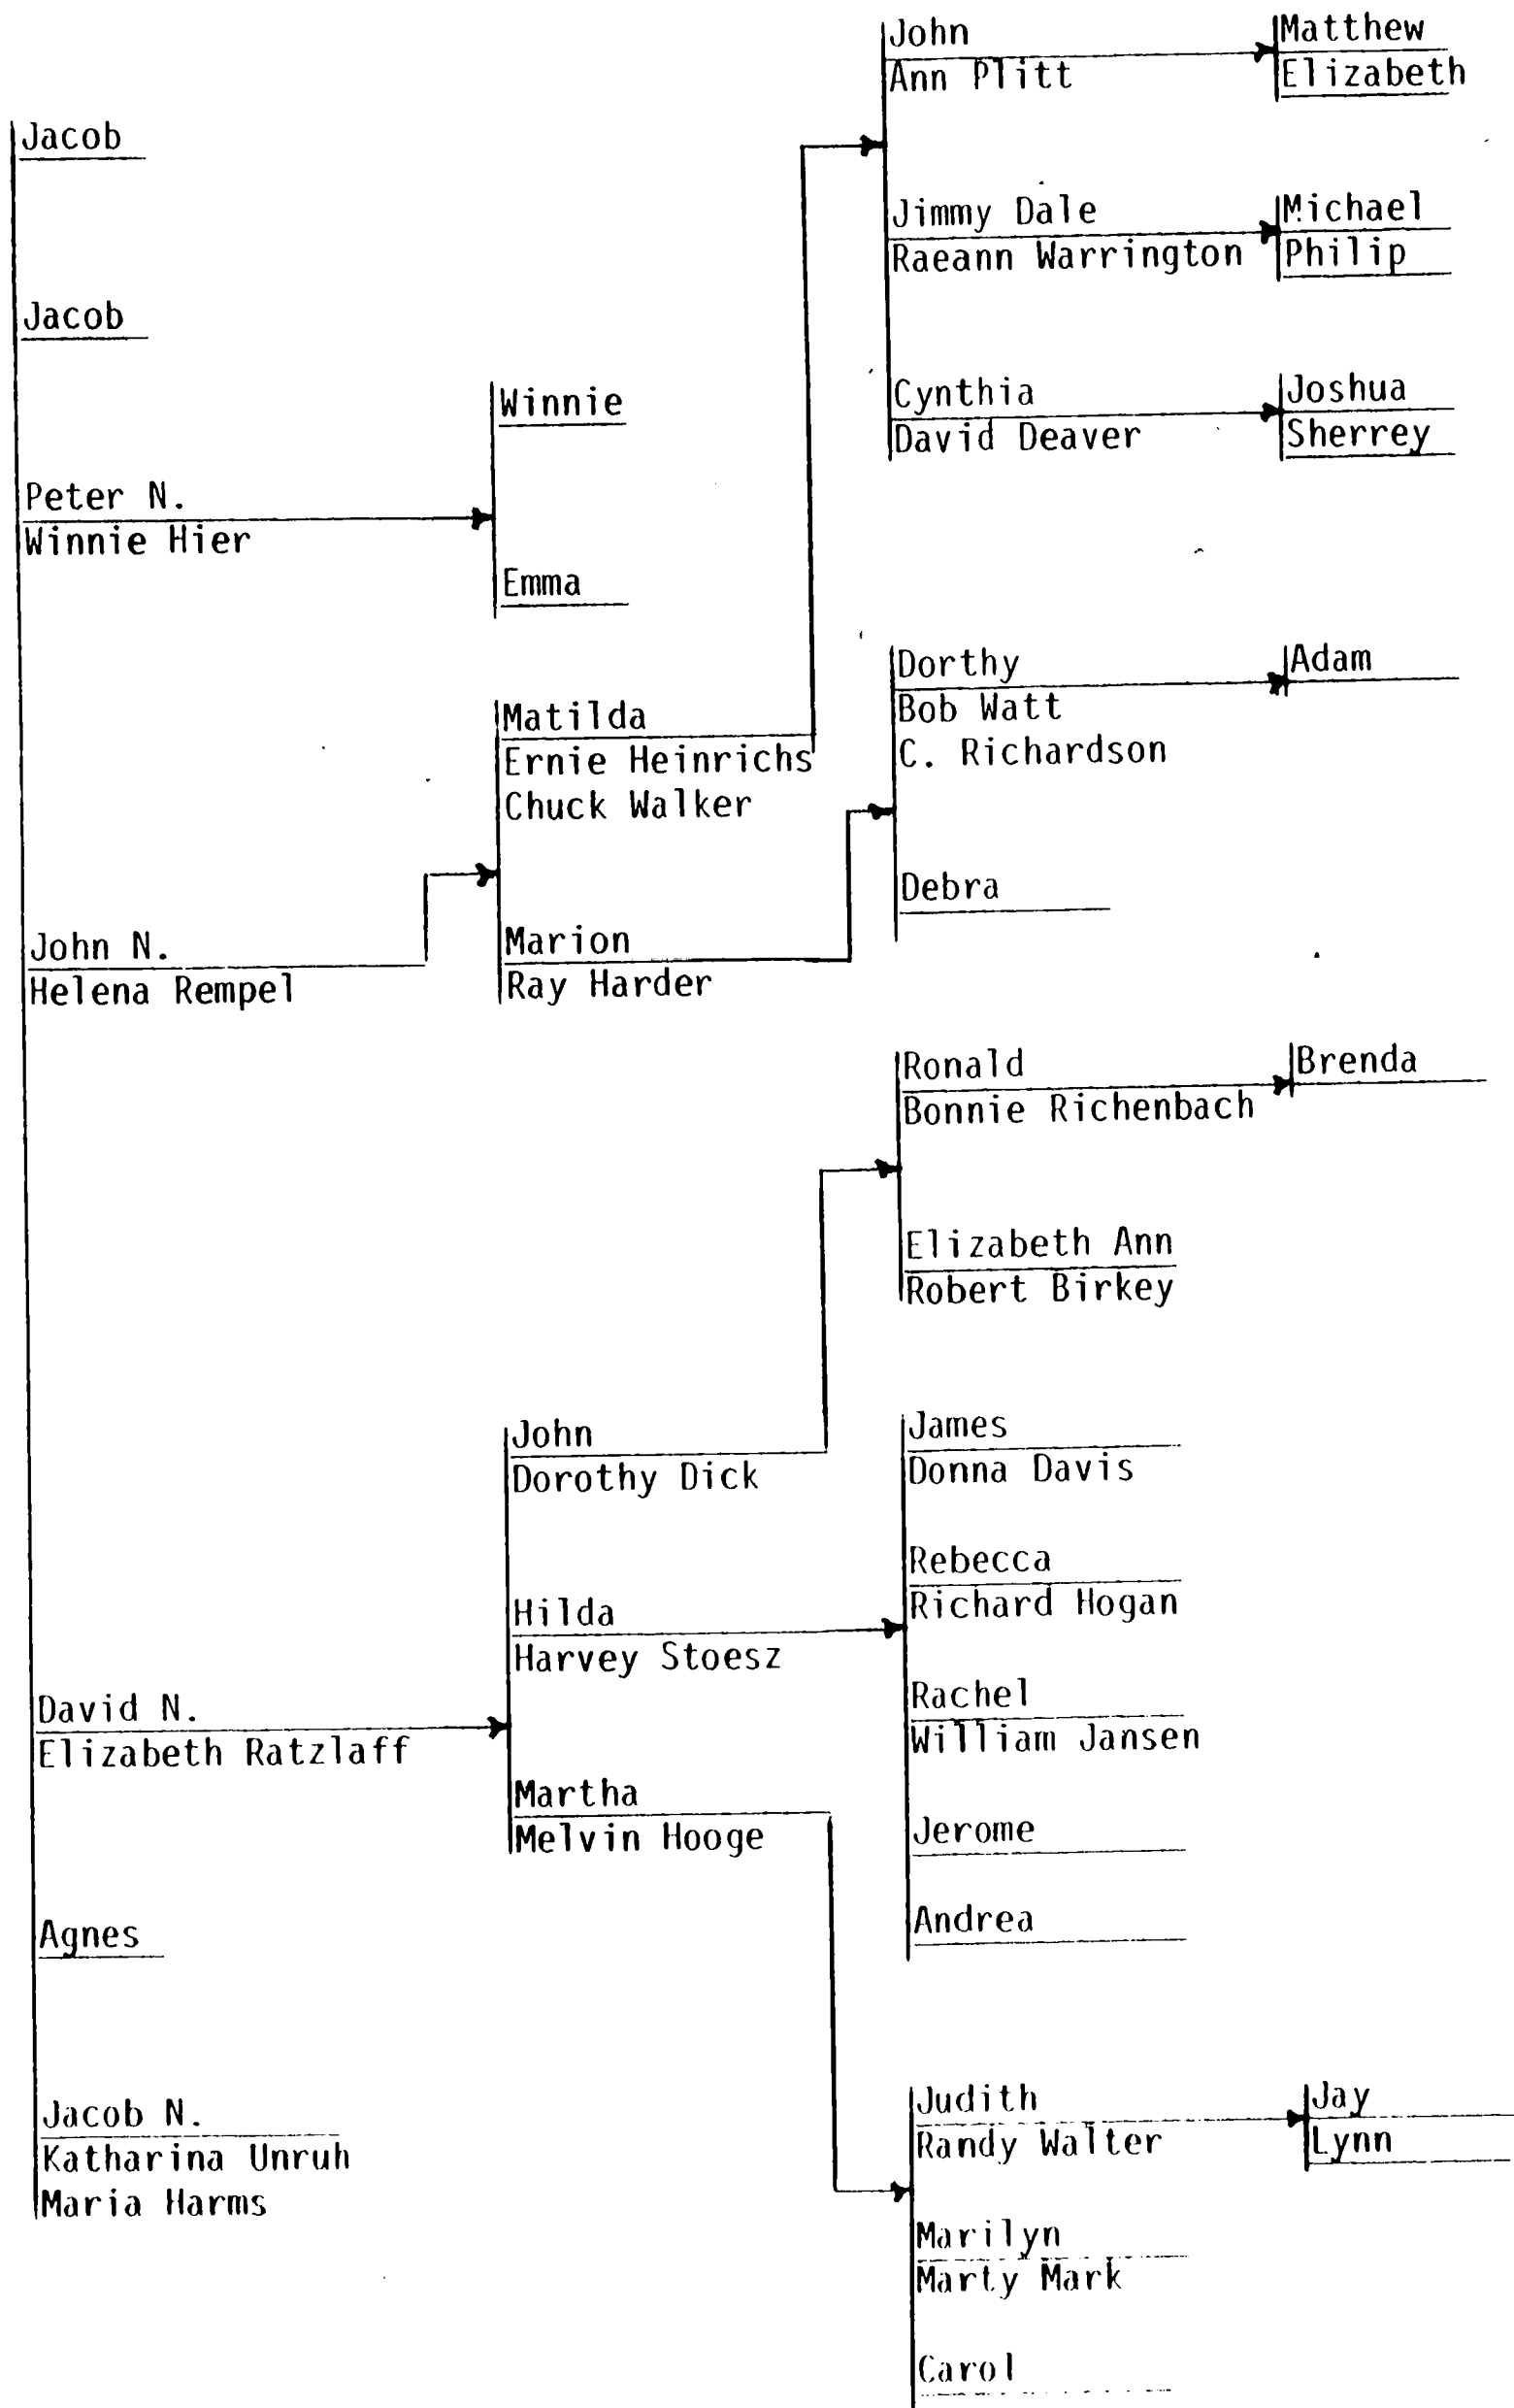 Jacob
Jacob
Peter N.
Winnie Hier
John N.
Helena Rempel
David N.
Elizabeth Ratzlaff
Agnes
Jacob N.
Katharina Unruh
Maria Harms
Winnie
Emma
Matilda
Ernie Heinrichs
Chuck Walker
Marion
Ray Harder
John
Dorothy Dick
Hilda
Harvey Stoesz
Martha
Melvin Hooge
John
Ann Plitt
Jimmy Dale
Raeann Warrington
Cynthia
David Deaver
Dorthy
Bob Watt
C. Richardson
Debra
Ronald
Bonnie Richenbach
Elizabeth Ann
Robert Birkey
James
Donna Davis
Rebecca
Richard Hogan
Rachel
William Jansen
Jerome
Andrea
Judith
Randy Walter
Marilyn
Marty Mark
Carol
Matthew
Elizabeth
Michael
Philip
Joshua
Sherrey
Adam
Brenda
Jay
Lynn